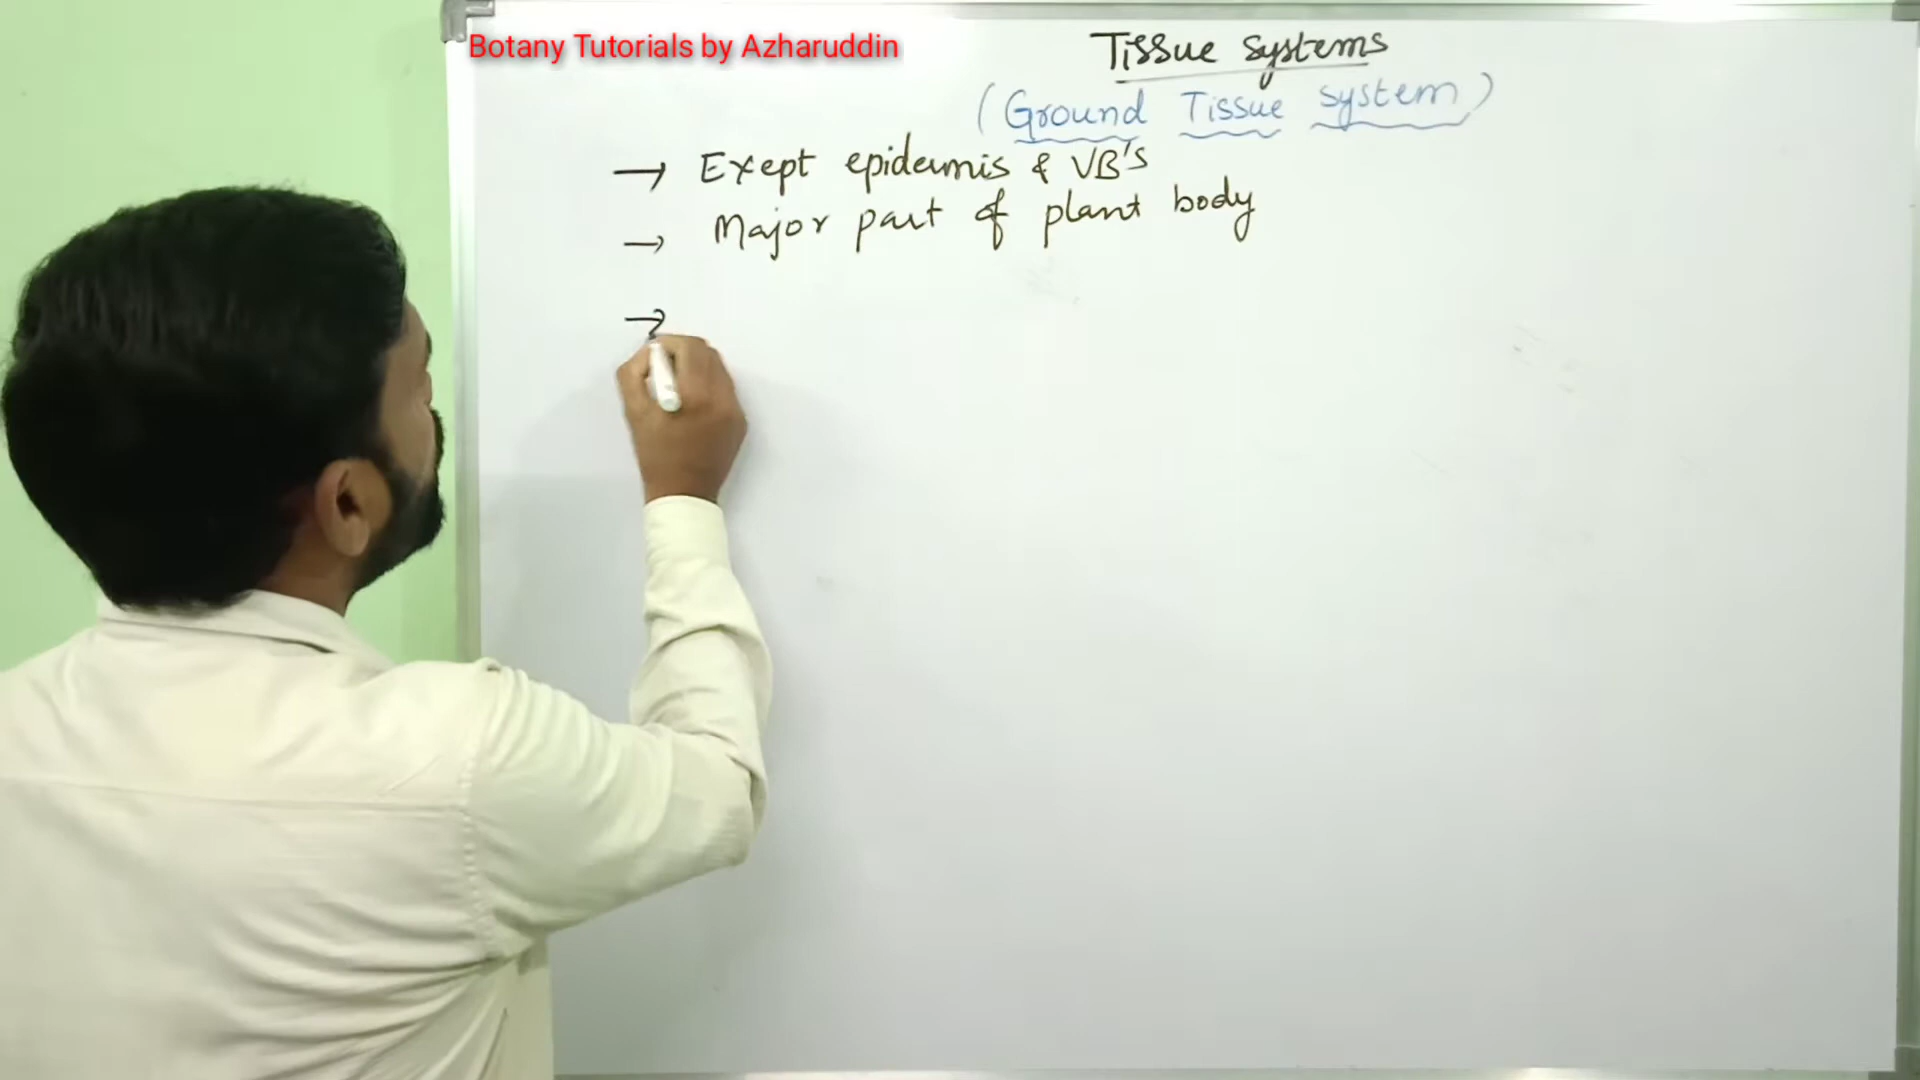 Botany Tutorials by Azharuddin
Tissue Systems
(Ground Tissue system)
→ Exept epidermis & VB's
→ Major part of plant body
→